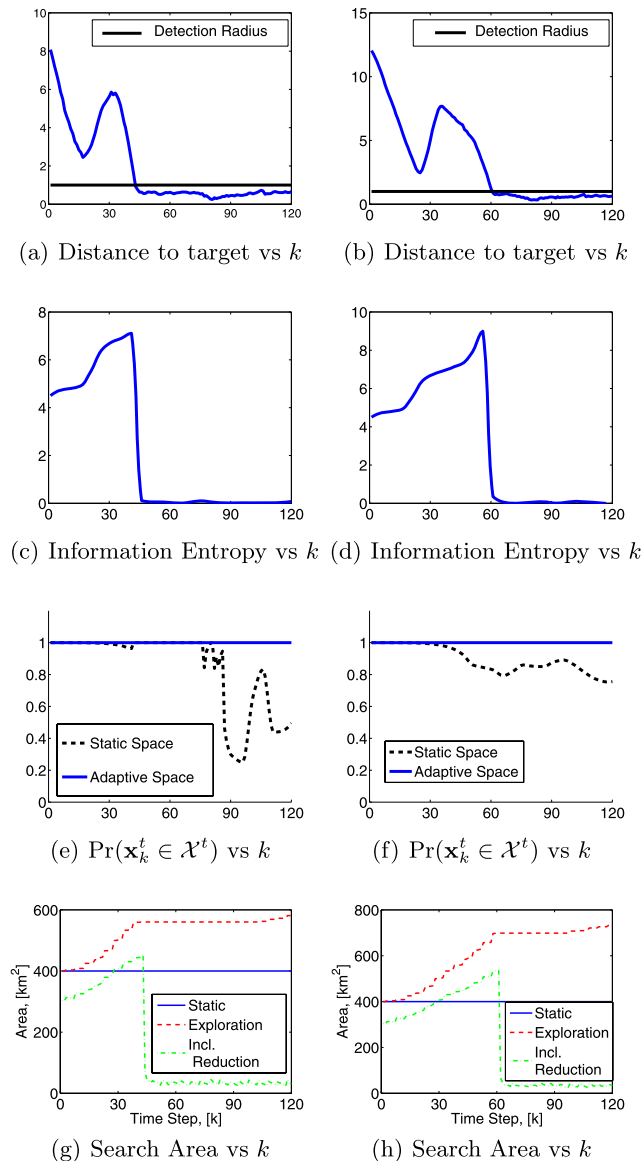 10
8
6
4
2
0
0 30 60 90 120
Detection Radius
(a) Distance to target vs k
15
10
5
0
0 30 60 90 120
Detection Radius
(b) Distance to target vs k
8
6
4
2
0
0 30 60 90 120
(c) Information Entropy vs k
10
8
6
4
2
0
0 30 60 90 120
(d) Information Entropy vs k
1
0.8
0.6
0.4
0.2
0
0 30 60 90 120
Static Space
Adaptive Space
(e) Pr(x_k^t ∈ 𝒳^t) vs k
1
0.8
0.6
0.4
0.2
0
0 30 60 90 120
Static Space
Adaptive Space
(f) Pr(x_k^t ∈ 𝒳^t) vs k
600
400
200
0
Area, [km²]
0 30 60 90 120
Time Step, [k]
Static
Exploration
Incl.
Reduction
(g) Search Area vs k
800
600
400
200
0
Area, [km²]
0 30 60 90 120
Time Step, [k]
Static
Exploration
Incl.
Reduction
(h) Search Area vs k